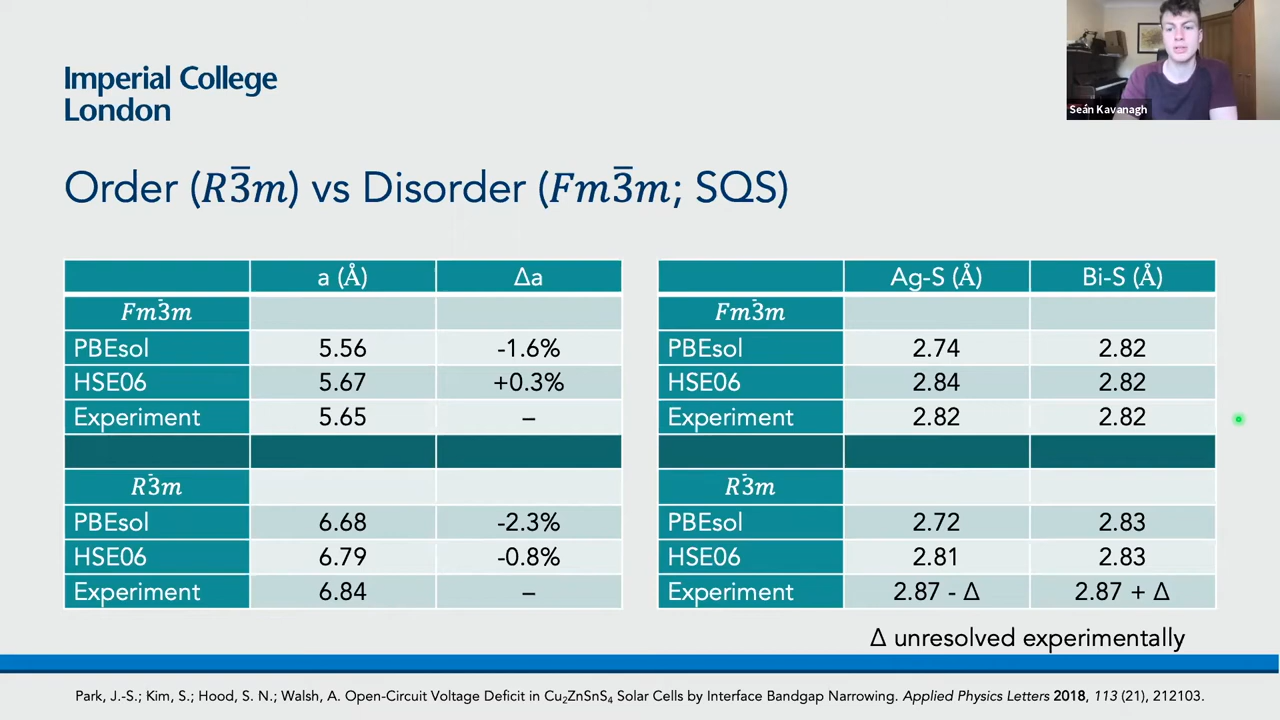 Imperial College
London
Seán Kavanagh
Order (R3̅m) vs Disorder (Fm3̅m; SQS)
a (Å) Δa
Fm3̅m
PBEsol 5.56 -1.6%
HSE06 5.67 +0.3%
Experiment 5.65 –
R3̅m
PBEsol 6.68 -2.3%
HSE06 6.79 -0.8%
Experiment 6.84 –
Ag-S (Å) Bi-S (Å)
Fm3̅m
PBEsol 2.74 2.82
HSE06 2.84 2.82
Experiment 2.82 2.82
R3̅m
PBEsol 2.72 2.83
HSE06 2.81 2.83
Experiment 2.87 - Δ 2.87 + Δ
Δ unresolved experimentally
Park, J.-S.; Kim, S.; Hood, S. N.; Walsh, A. Open-Circuit Voltage Deficit in Cu₂ZnSnS₄ Solar Cells by Interface Bandgap Narrowing. Applied Physics Letters 2018, 113 (21), 212103.